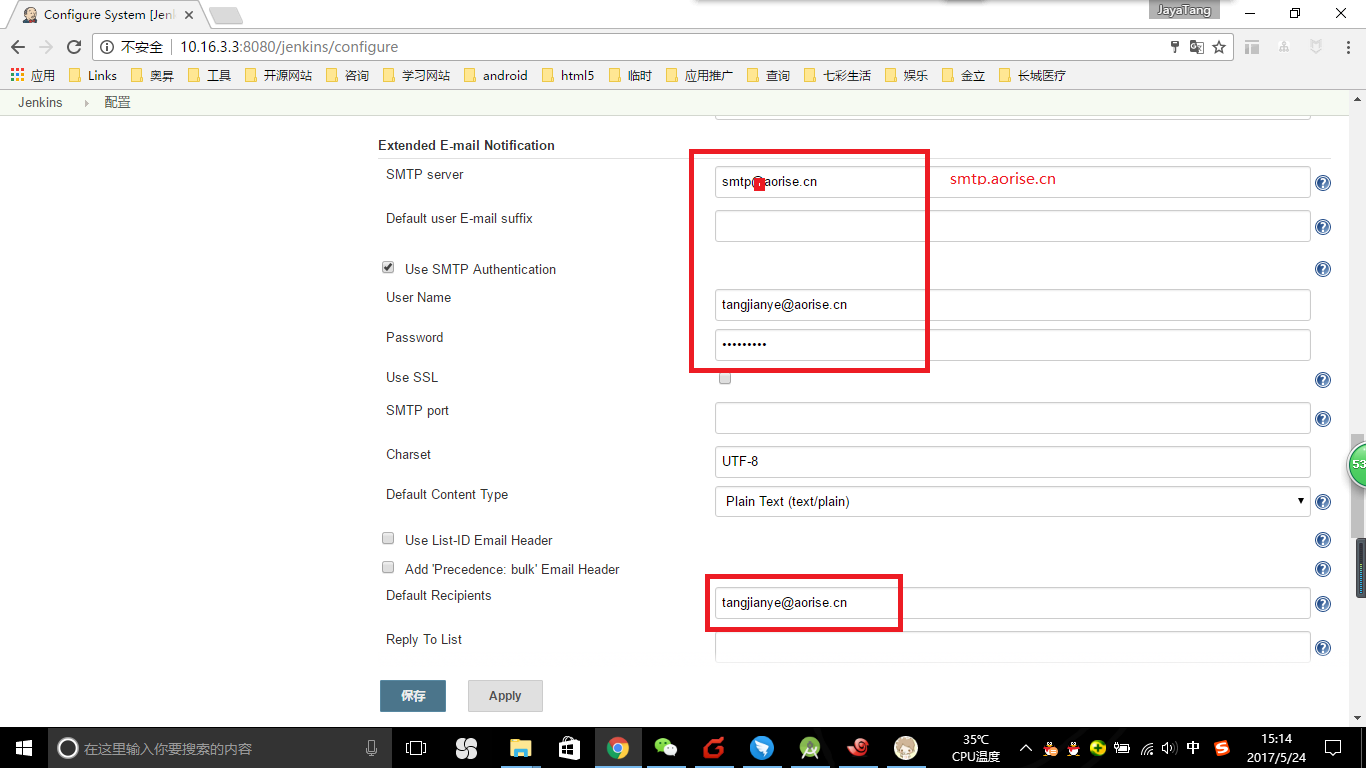 JayaTang
Configure System [Jen
不安全 10.16.3.3:8080/jenkins/configure
应用 Links 奥昇 工具 开源网站 咨询 学习网站 android html5 临时 应用推广 查询 七彩生活 娱乐 金立 长城医疗
Jenkins 配置
Extended E-mail Notification
SMTP server smtp@aorise.cn smtp.aorise.cn
Default user E-mail suffix
Use SMTP Authentication
User Name tangjianye@aorise.cn
Password •••••••••
Use SSL
SMTP port
Charset UTF-8
Default Content Type Plain Text (text/plain)
Use List-ID Email Header
Add 'Precedence: bulk' Email Header
Default Recipients tangjianye@aorise.cn
Reply To List
保存 Apply
53
在这里输入你要搜索的内容
35℃
CPU温度
中
15:14
2017/5/24